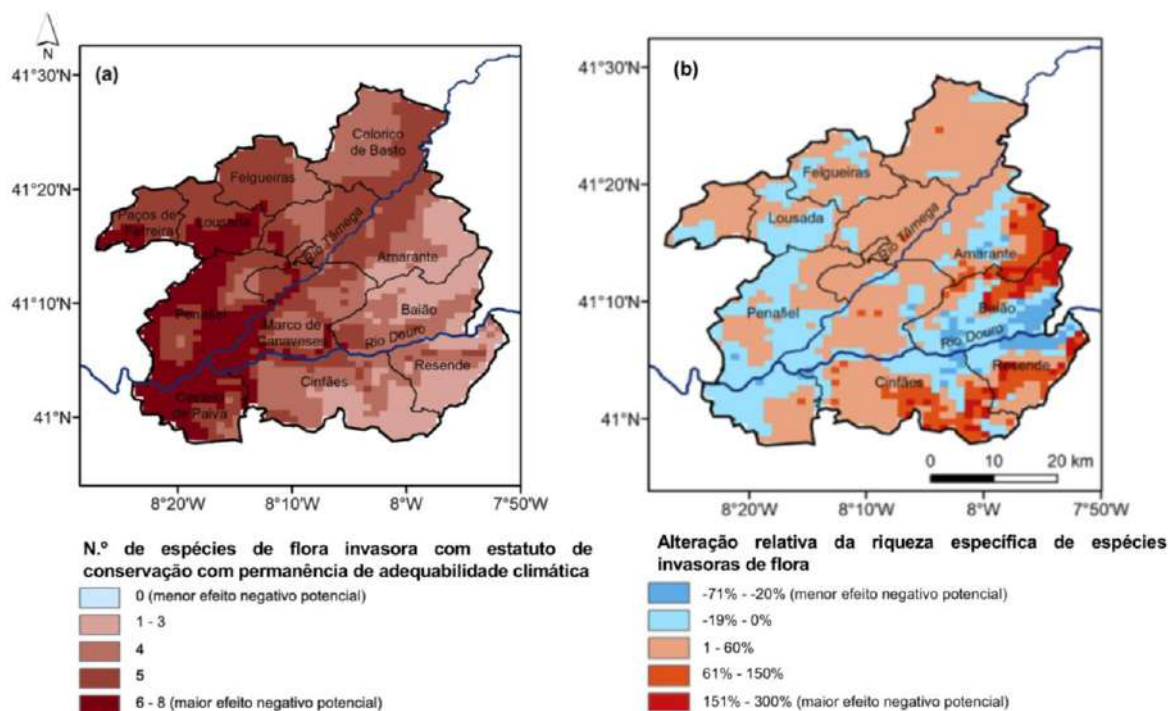 N
(a)
41°30'N
41°20'N
41°10'N
41°N
Celorico
de Basto
Felgueiras
Paços de
Ferreira
Lousada
Rio Tâmega
Amarante
Penafiel
Baião
Marco de
Canaveses
Rio Douro
Resende
Cinfães
Castelo
de Paiva
8°20'W
8°10'W
8°W
7°50'W
N.º de espécies de flora invasora com estatuto de
conservação com permanência de adequabilidade climática
0 (menor efeito negativo potencial)
1 - 3
4
5
6 - 8 (maior efeito negativo potencial)
(b)
41°30'N
41°20'N
41°10'N
41°N
Felgueiras
Lousada
Rio Tâmega
Amarante
Penafiel
Baião
Rio Douro
Resende
Cinfães
0 10 20 km
8°20'W
8°10'W
8°W
7°50'W
Alteração relativa da riqueza específica de espécies
invasoras de flora
-71% - -20% (menor efeito negativo potencial)
-19% - 0%
1 - 60%
61% - 150%
151% - 300% (maior efeito negativo potencial)